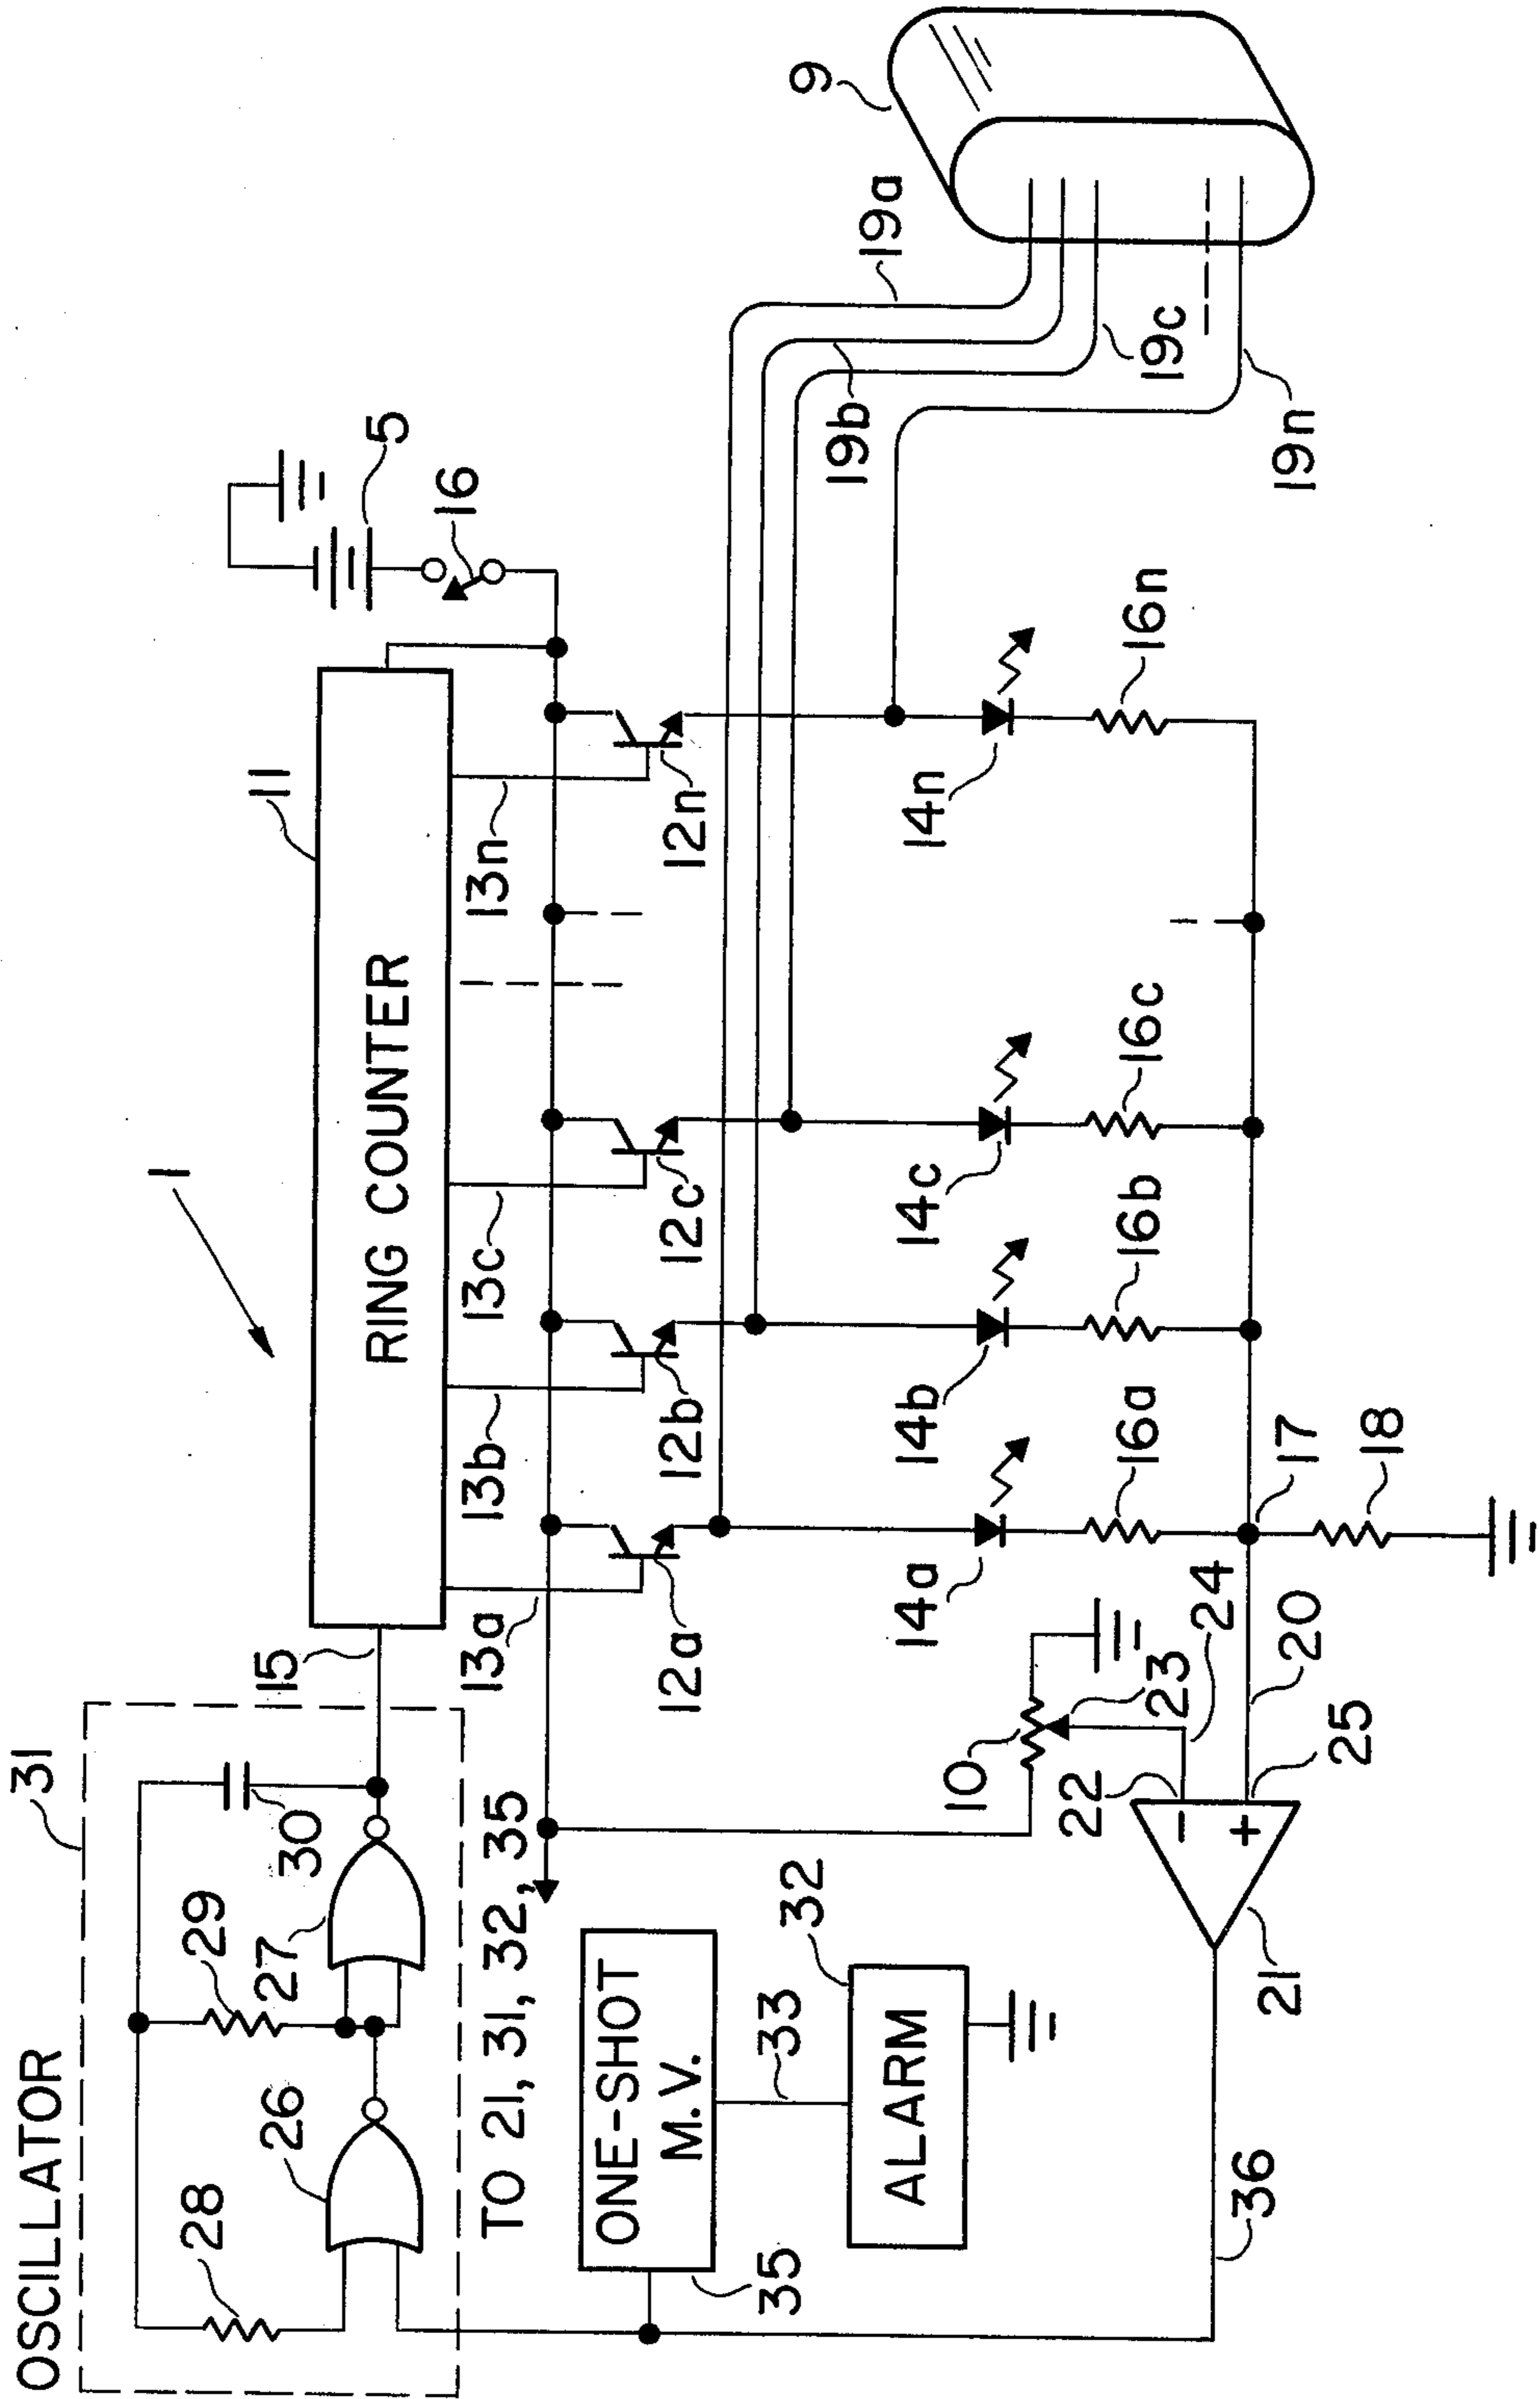 OSCILLATOR
31
28
26
29
27
30
15
1
11
RING COUNTER
5
16
9
TO 21, 31, 32, 35
13a
13b
13c
13n
12a
12b
12c
12n
19a
19b
19c
19n
ONE-SHOT
M.V.
35
33
32
ALARM
10
23
22
24
14a
14b
14c
14n
16a
16b
16c
16n
17
18
20
25
−
+
21
36